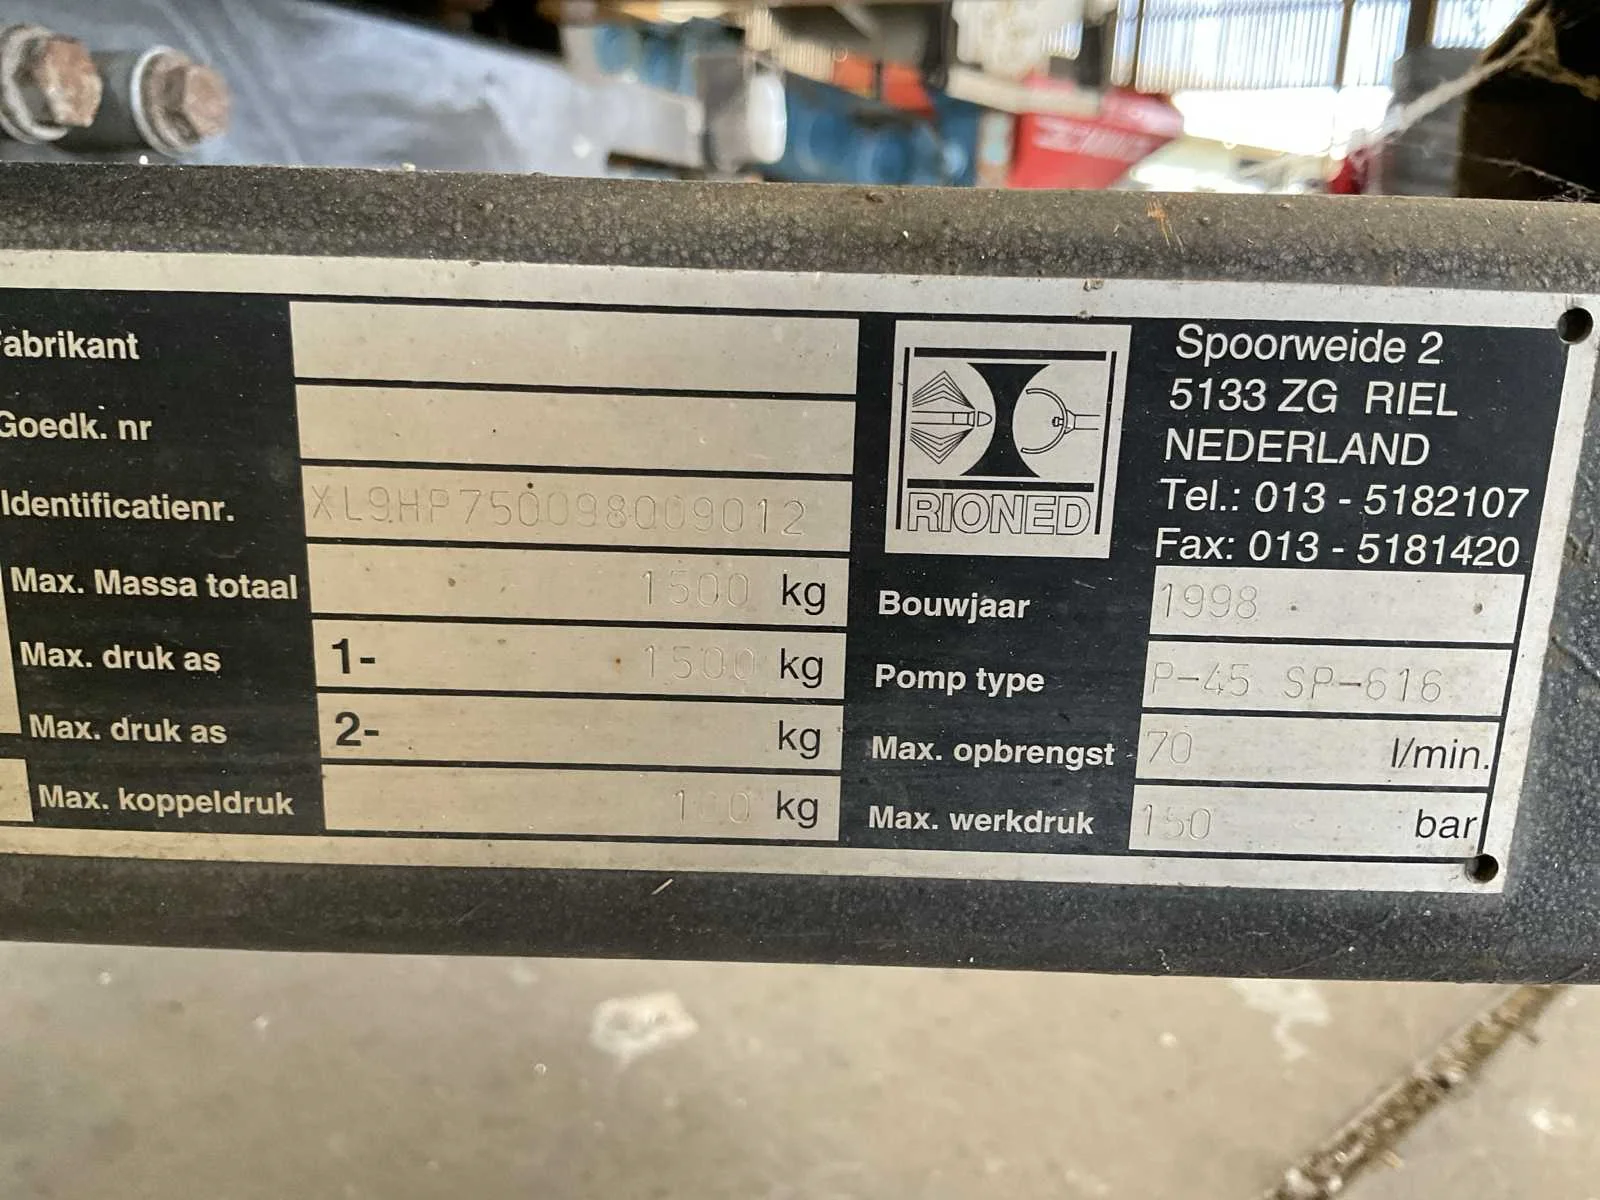 Fabrikant
Goedk. nr
Identificatienr. XL9HP750098009012
Max. Massa totaal 1500 kg
Max. druk as 1- 1500 kg
Max. druk as 2- kg
Max. koppeldruk 100 kg
RIONED
Spoorweide 2
5133 ZG RIEL
NEDERLAND
Tel.: 013 - 5182107
Fax: 013 - 5181420
Bouwjaar 1998
Pomp type P-45 SP-616
Max. opbrengst 70 l/min.
Max. werkdruk 150 bar